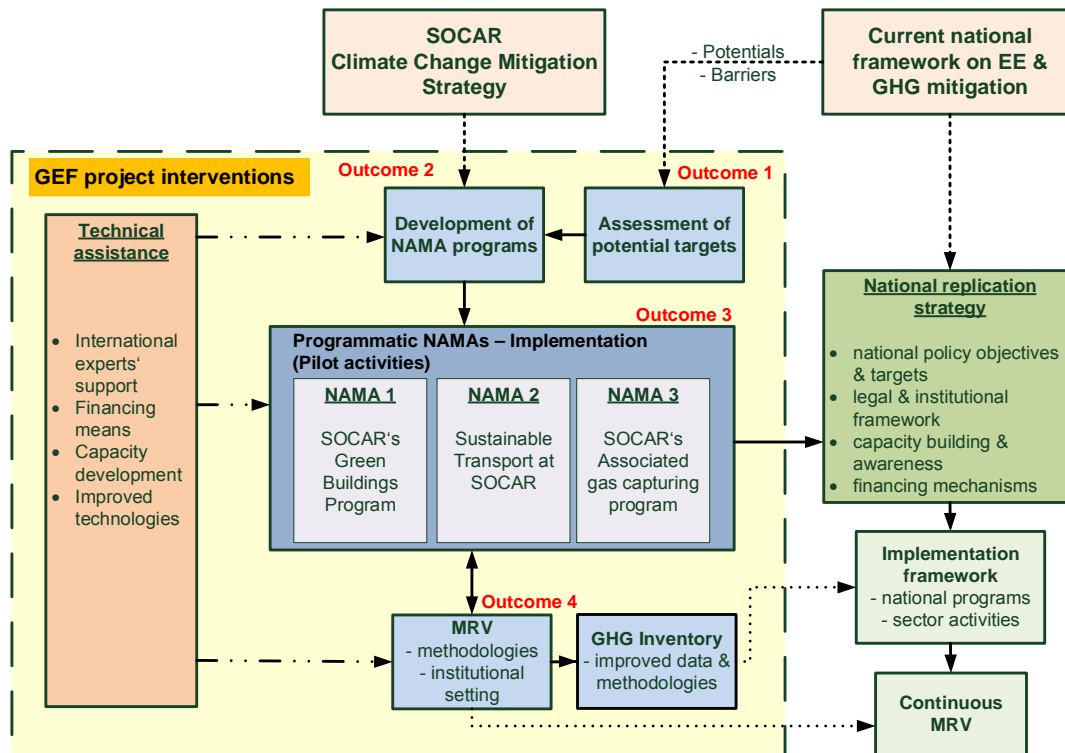 SOCAR
Climate Change Mitigation
Strategy
- Potentials
- Barriers
Current national
framework on EE &
GHG mitigation
GEF project interventions
Outcome 2
Outcome 1
Technical
assistance
• International
experts‘
support
• Financing
means
• Capacity
development
• Improved
technologies
Development of
NAMA programs
Assessment of
potential targets
Outcome 3
Programmatic NAMAs – Implementation
(Pilot activities)
NAMA 1
SOCAR‘s
Green
Buildings
Program
NAMA 2
Sustainable
Transport at
SOCAR
NAMA 3
SOCAR‘s
Associated
gas capturing
program
National replication
strategy
• national policy objectives
& targets
• legal & institutional
framework
• capacity building &
awareness
• financing mechanisms
Outcome 4
MRV
- methodologies
- institutional
setting
GHG Inventory
- improved data &
methodologies
Implementation
framework
- national programs
- sector activities
Continuous
MRV